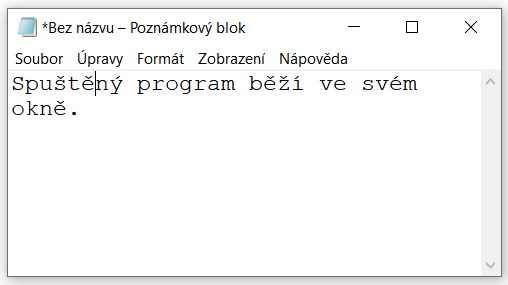 *Bez názvu – Poznámkový blok
Soubor Úpravy Formát Zobrazení Nápověda
Spuštěný program běží ve svém
okně.